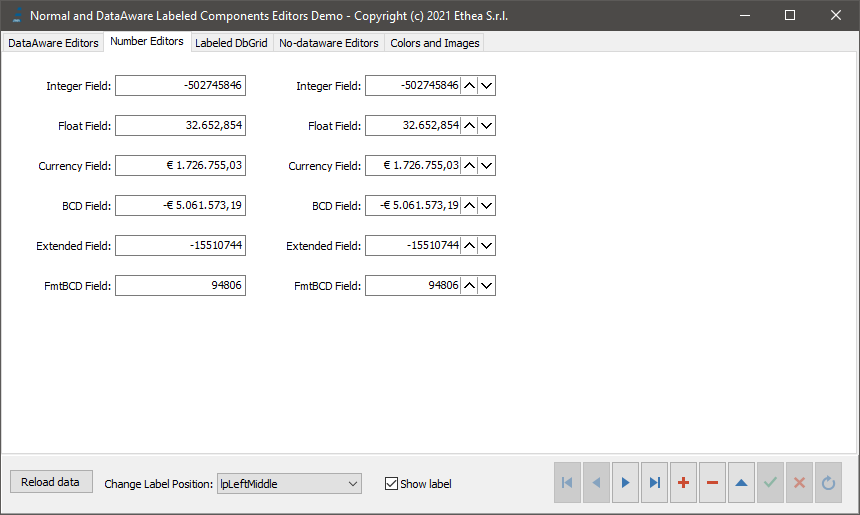 Normal and DataAware Labeled Components Editors Demo - Copyright (c) 2021 Ethea S.r.l.
DataAware Editors Number Editors Labeled DbGrid No-dataware Editors Colors and Images
Integer Field: -502745846 Integer Field: -502745846
Float Field: 32.652,854 Float Field: 32.652,854
Currency Field: € 1.726.755,03 Currency Field: € 1.726.755,03
BCD Field: -€ 5.061.573,19 BCD Field: -€ 5.061.573,19
Extended Field: -15510744 Extended Field: -15510744
FmtBCD Field: 94806 FmtBCD Field: 94806
Reload data Change Label Position: lpLeftMiddle Show label